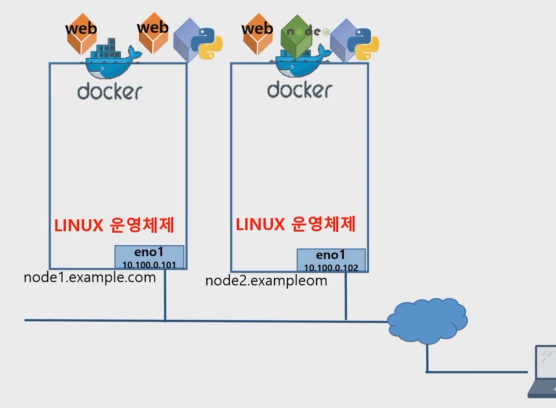 web
web
docker
LINUX 운영체제
eno1
10.100.0.101
node1.example.com
web
node
docker
LINUX 운영체제
eno1
10.100.0.102
node2.exampleom